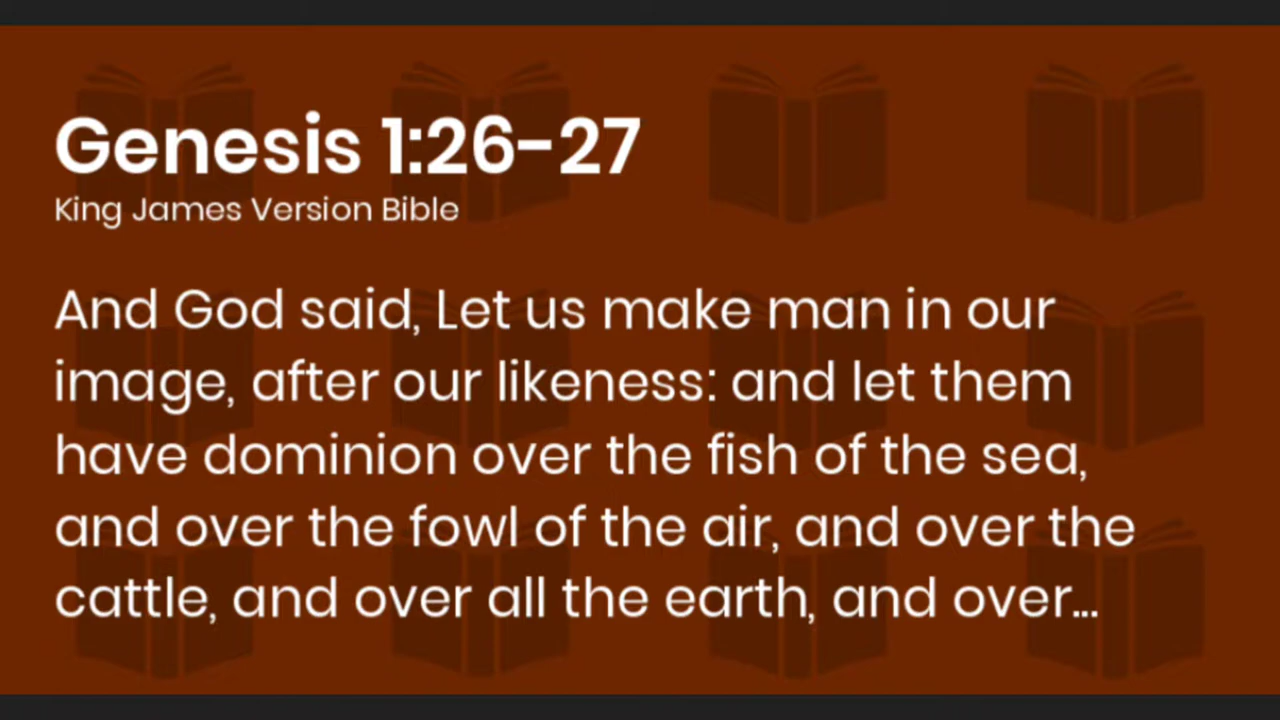 Genesis 1:26-27
King James Version Bible
And God said, Let us make man in our
image, after our likeness: and let them
have dominion over the fish of the sea,
and over the fowl of the air, and over the
cattle, and over all the earth, and over...